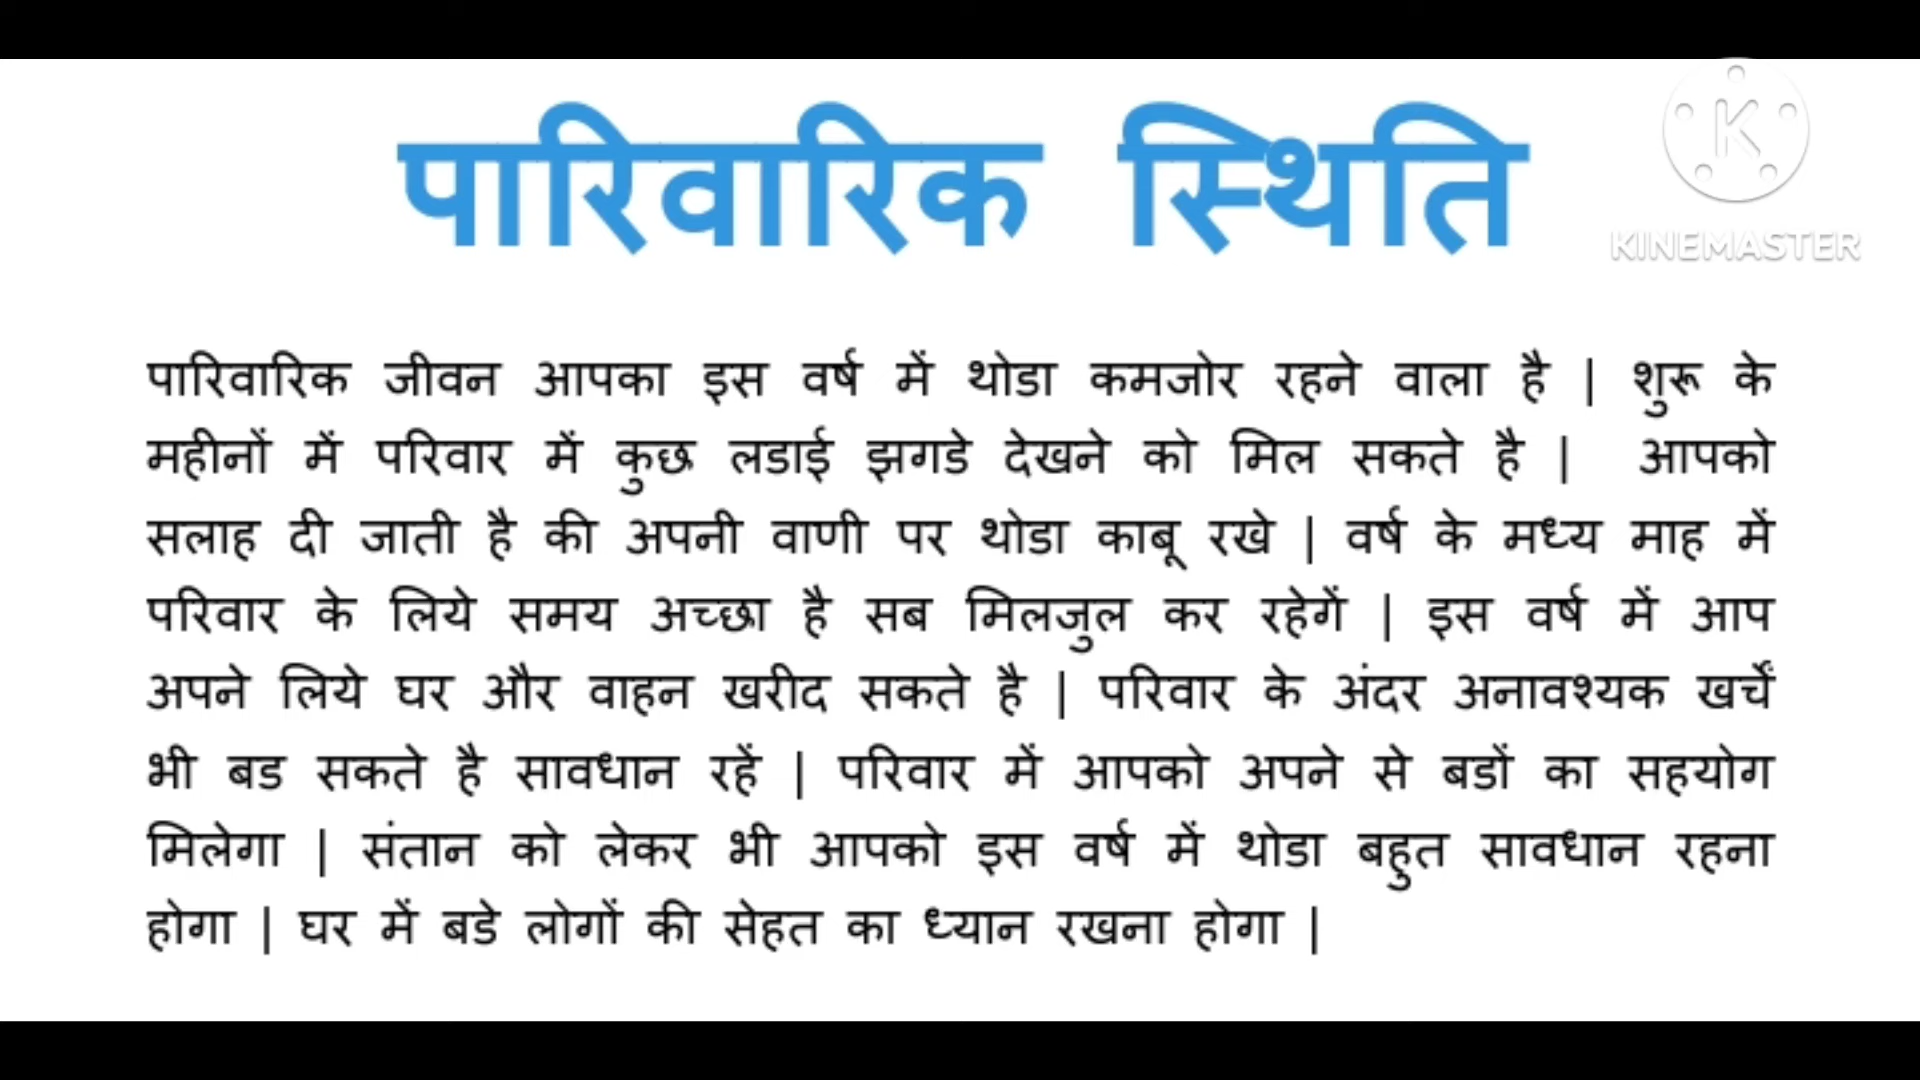 पारिवारिक स्थिति
K
KINEMASTER
पारिवारिक जीवन आपका इस वर्ष में थोडा कमजोर रहने वाला है | शुरू के
महीनों में परिवार में कुछ लडाई झगडे देखने को मिल सकते है | आपको
सलाह दी जाती है की अपनी वाणी पर थोडा काबू रखे | वर्ष के मध्य माह में
परिवार के लिये समय अच्छा है सब मिलजुल कर रहेगें | इस वर्ष में आप
अपने लिये घर और वाहन खरीद सकते है | परिवार के अंदर अनावश्यक खर्चें
भी बड सकते है सावधान रहें | परिवार में आपको अपने से बडों का सहयोग
मिलेगा | संतान को लेकर भी आपको इस वर्ष में थोडा बहुत सावधान रहना
होगा | घर में बडे लोगों की सेहत का ध्यान रखना होगा |